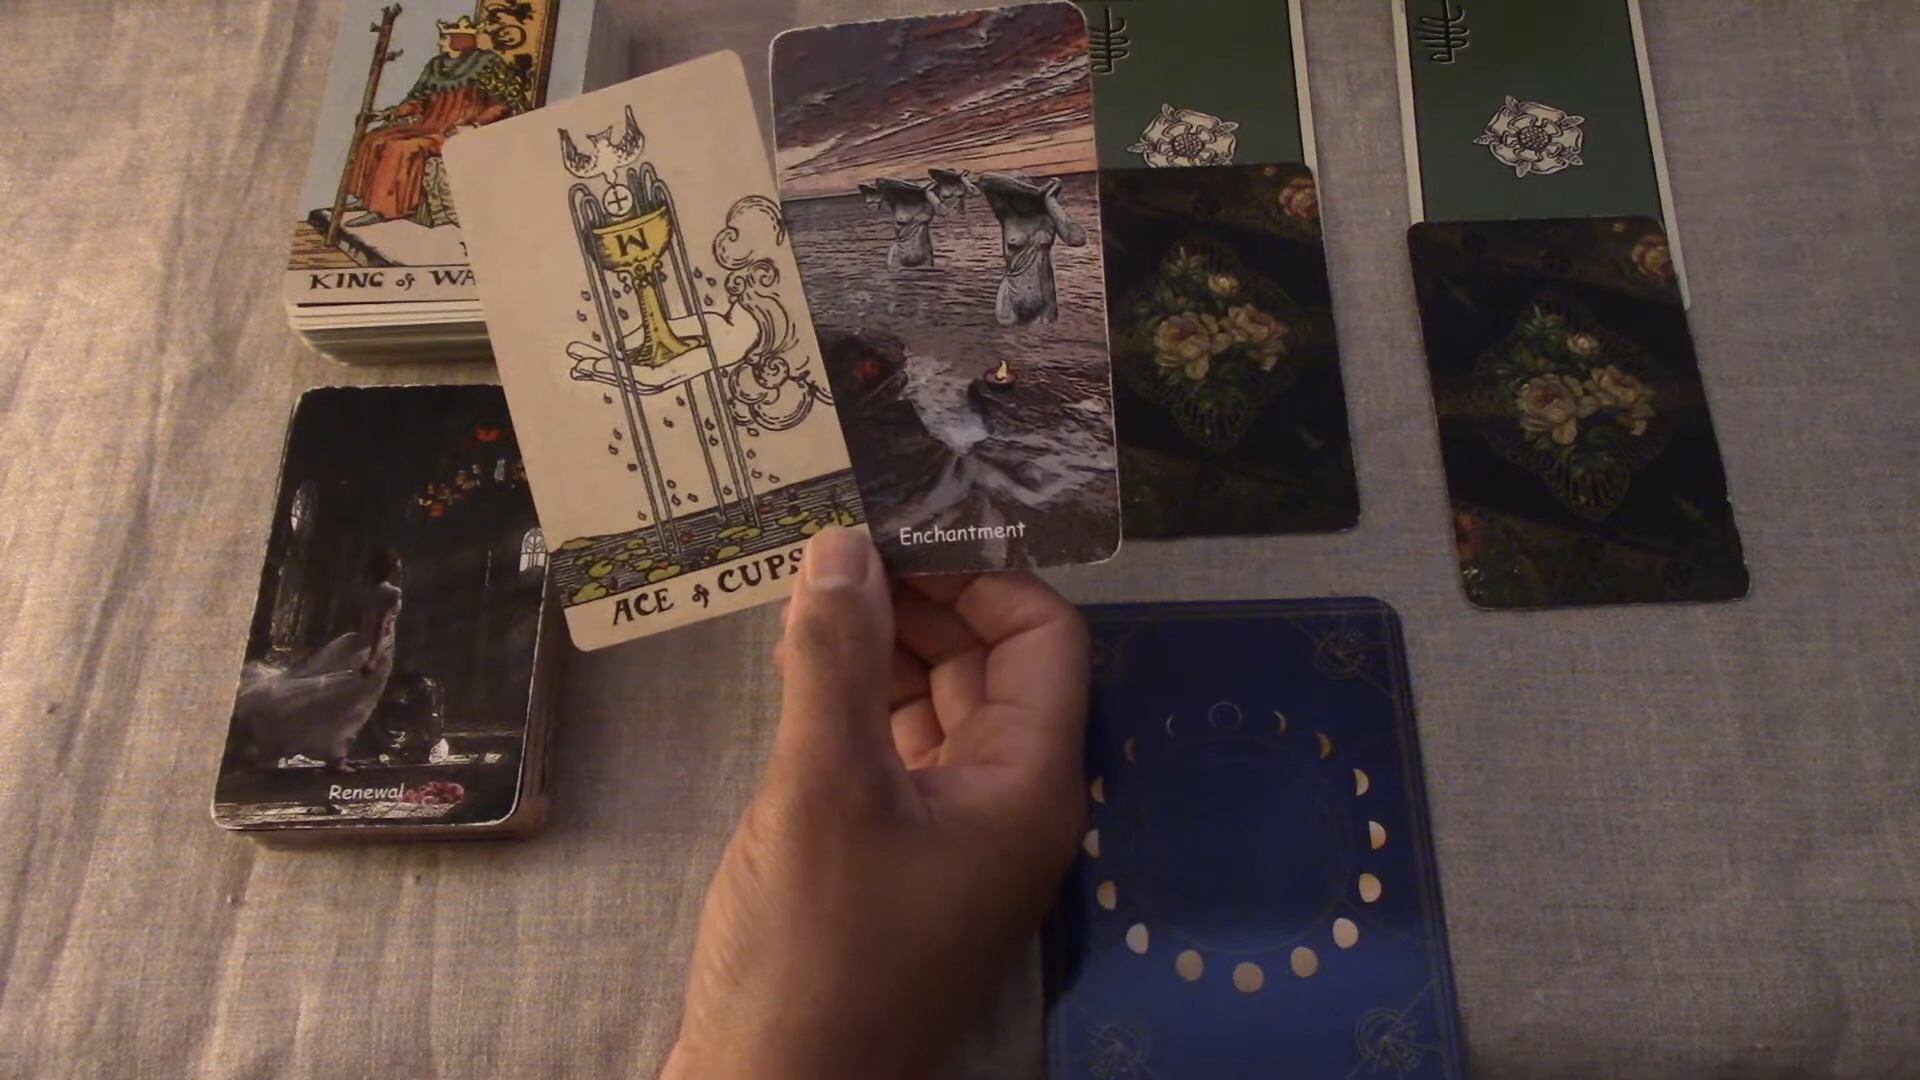 KING of WA
ACE of CUPS
W
Enchantment
Renewal